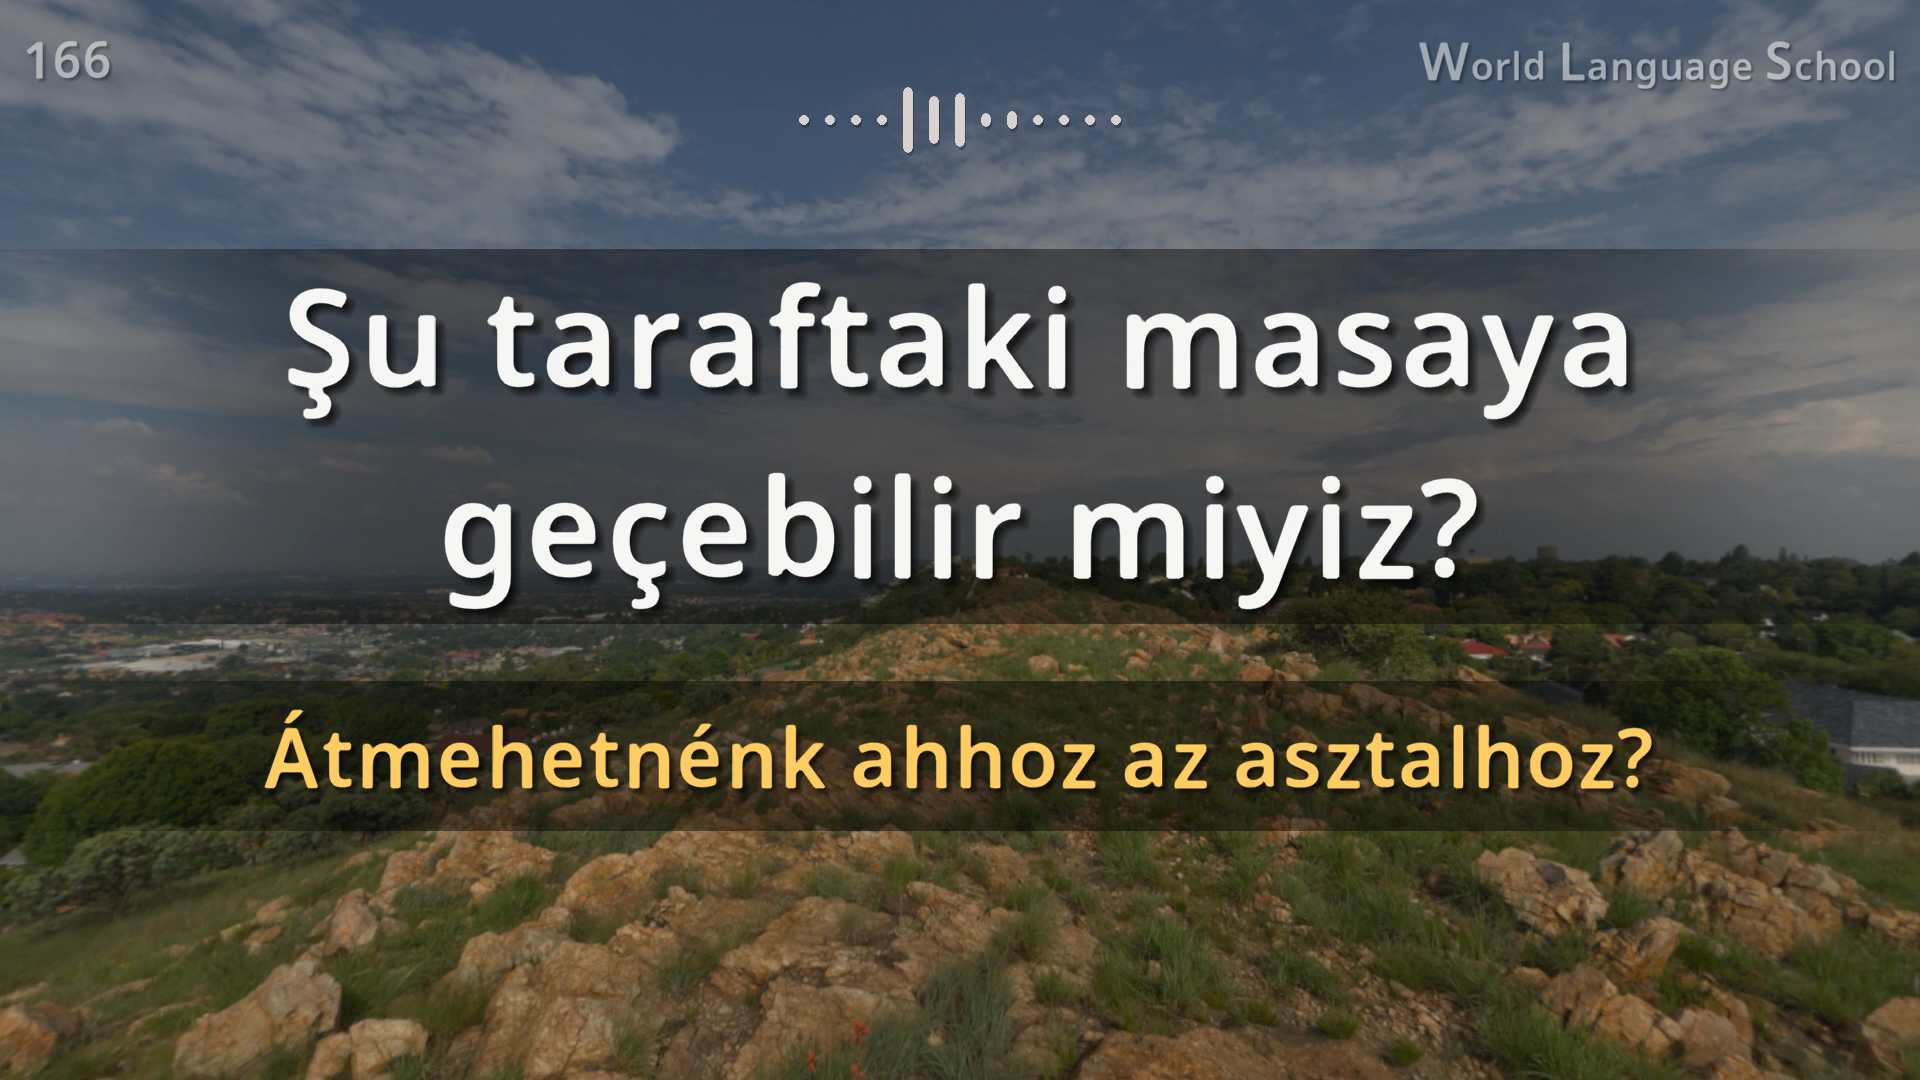 166
World Language School
Şu taraftaki masaya
geçebilir miyiz?
Átmehetnénk ahhoz az asztalhoz?